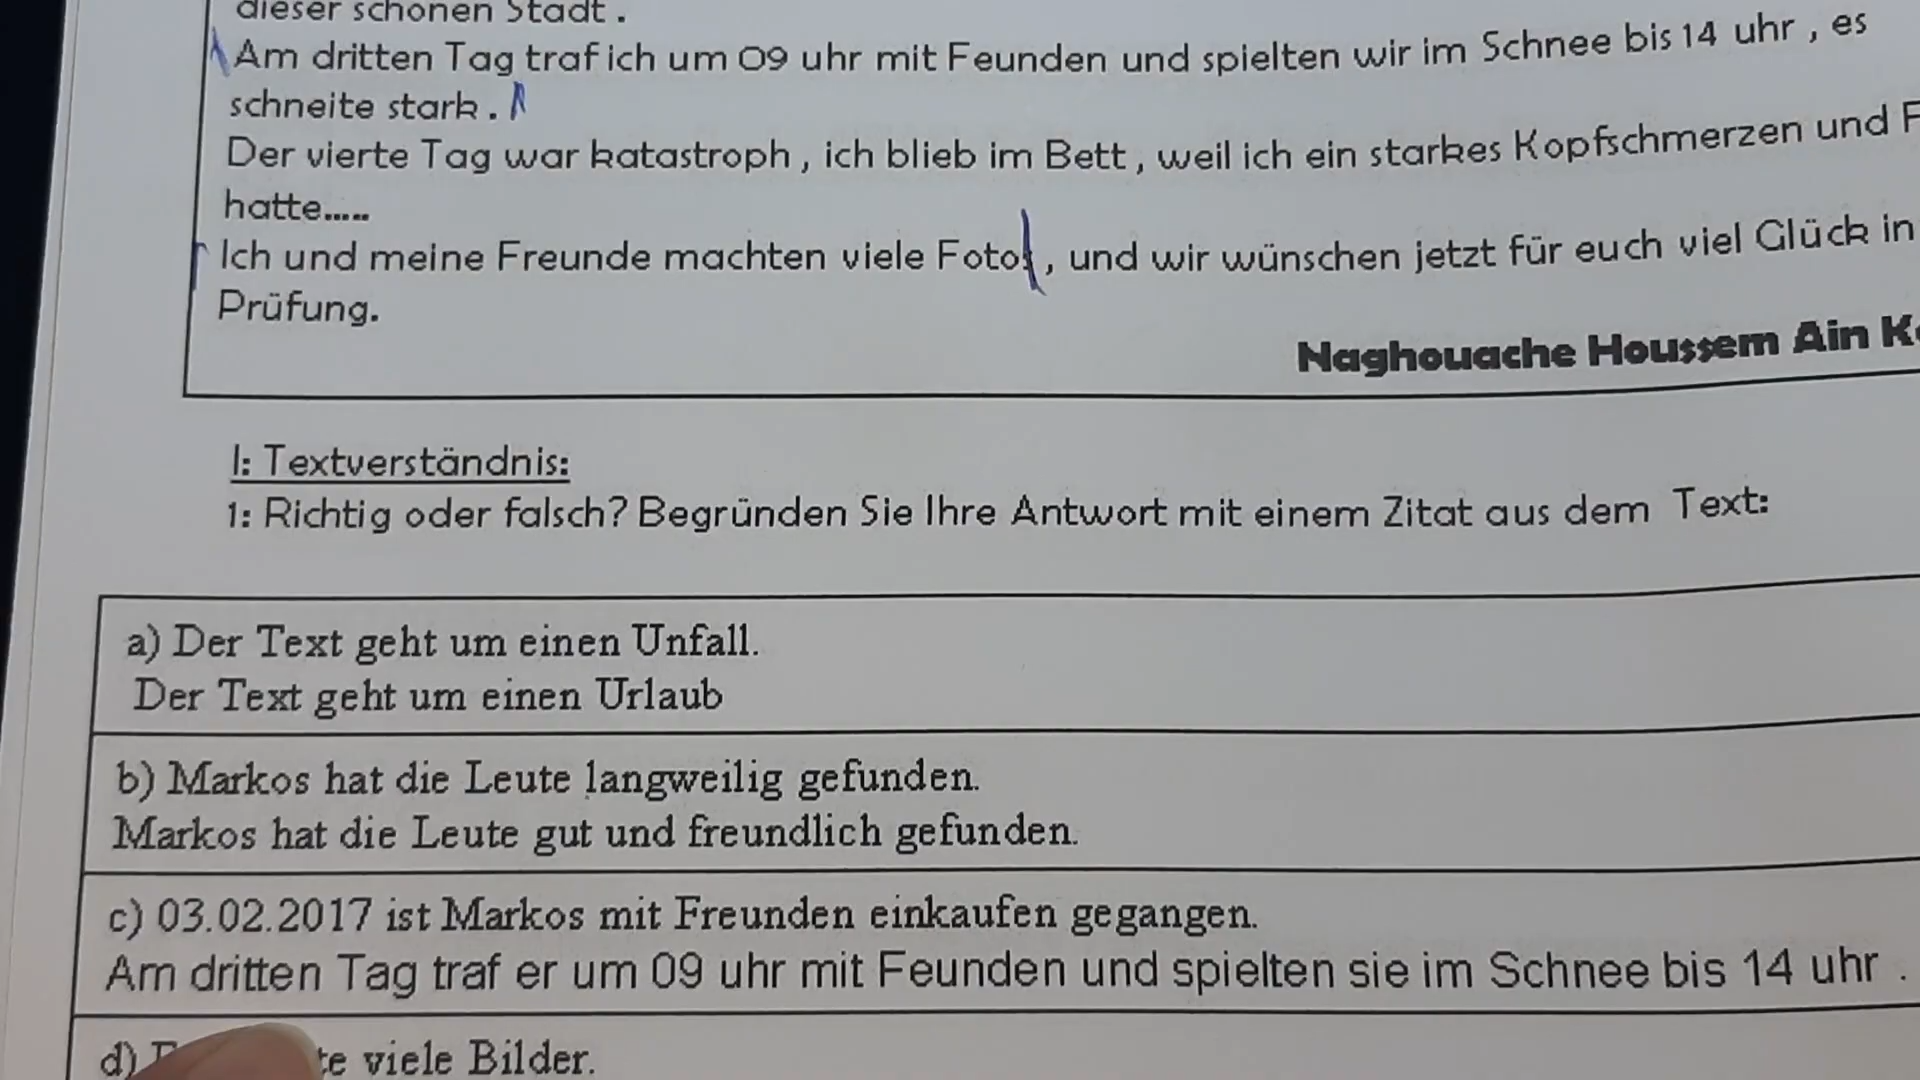 dieser schönen Stadt .
Am dritten Tag traf ich um 09 uhr mit Feunden und spielten wir im Schnee bis 14 uhr , es
schneite stark .
Der vierte Tag war katastroph , ich blieb im Bett , weil ich ein starkes Kopfschmerzen und
hatte.....
Ich und meine Freunde machten viele Fotos , und wir wünschen jetzt für euch viel Glück in
Prüfung.
Naghouache Houssem Ain
I: Textverständnis:
1: Richtig oder falsch? Begründen Sie Ihre Antwort mit einem Zitat aus dem Text:
a) Der Text geht um einen Unfall.
Der Text geht um einen Urlaub
b) Markos hat die Leute langweilig gefunden.
Markos hat die Leute gut und freundlich gefunden.
c) 03.02.2017 ist Markos mit Freunden einkaufen gegangen.
Am dritten Tag traf er um 09 uhr mit Feunden und spielten sie im Schnee bis 14 uhr .
d) viele Bilder.